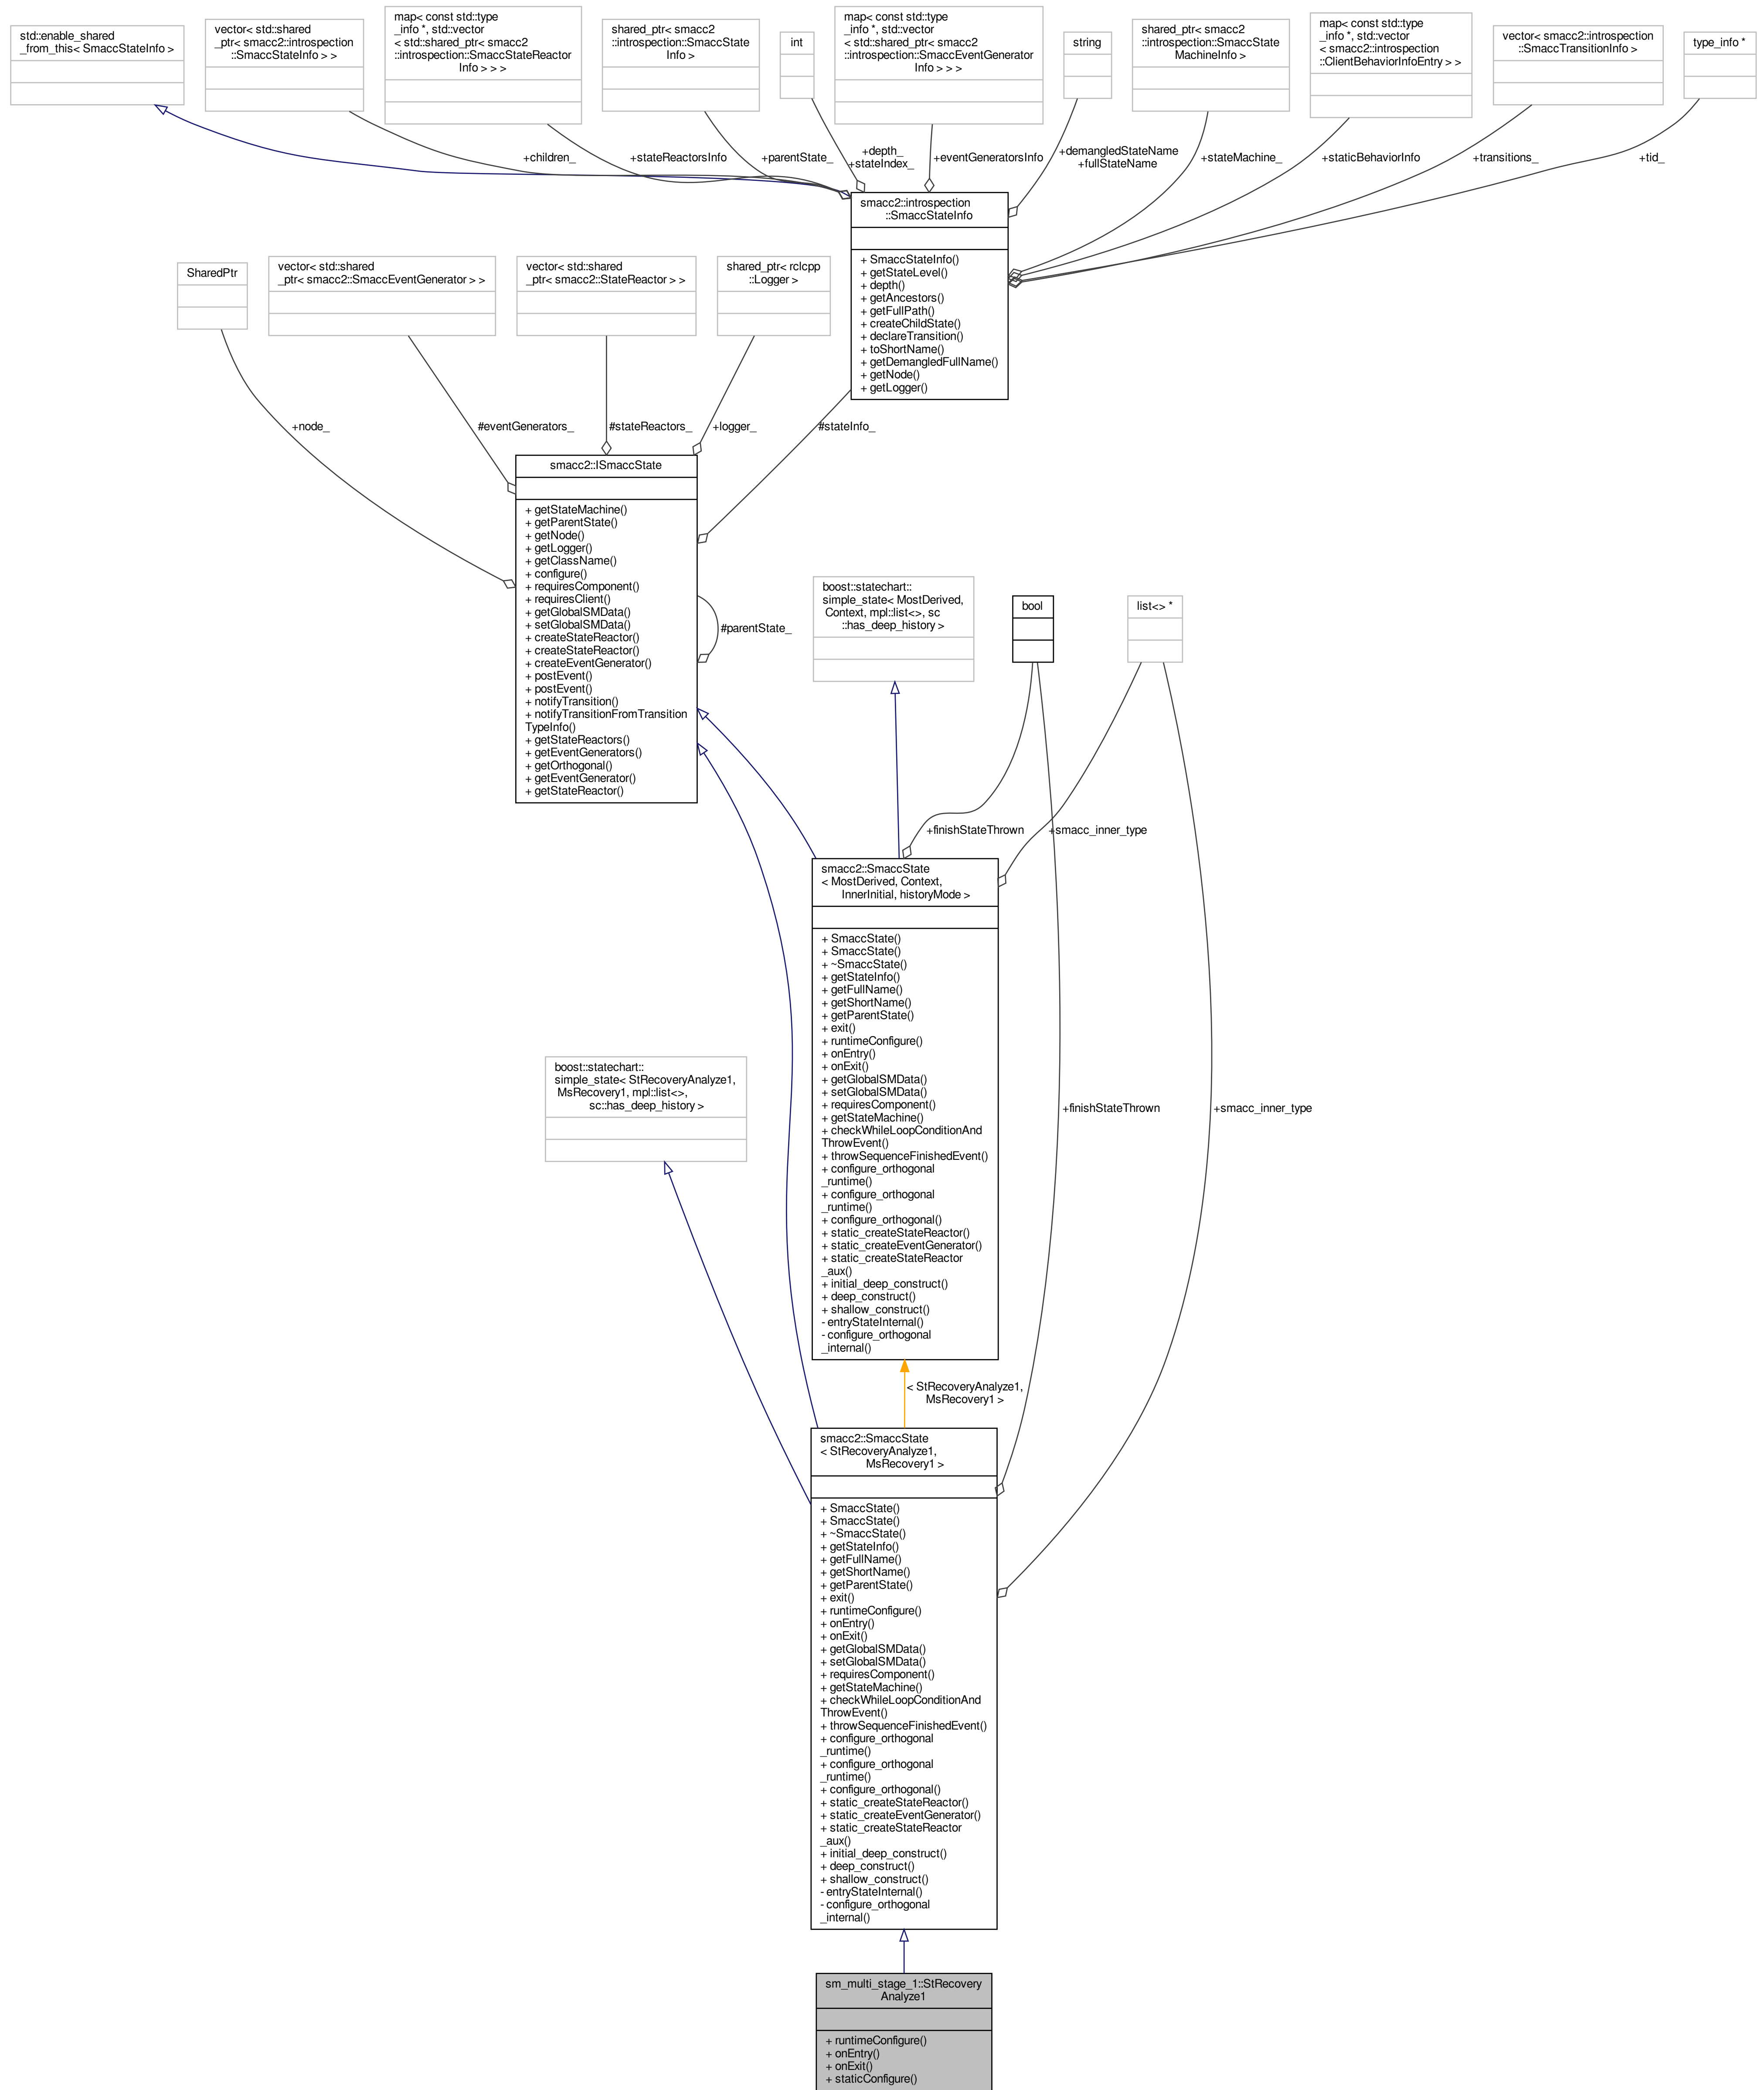 std::enable_shared
_from_this< SmaccStateInfo >
vector< std::shared
_ptr< smacc2::introspection
::SmaccStateInfo > >
map< const std::type
_info *, std::vector
< std::shared_ptr< smacc2
::introspection::SmaccStateReactor
Info > > >
shared_ptr< smacc2
::introspection::SmaccState
Info >
int
map< const std::type
_info *, std::vector
< std::shared_ptr< smacc2
::introspection::SmaccEventGenerator
Info > > >
string
shared_ptr< smacc2
::introspection::SmaccState
MachineInfo >
map< const std::type
_info *, std::vector
< smacc2::introspection
::ClientBehaviorInfoEntry > >
vector< smacc2::introspection
::SmaccTransitionInfo >
type_info *
+children_
+stateReactorsInfo
+parentState_
+depth_
+stateIndex_
+eventGeneratorsInfo
+demangledStateName
+fullStateName
+stateMachine_
+staticBehaviorInfo
+transitions_
+tid_
smacc2::introspection
::SmaccStateInfo
+ SmaccStateInfo()
+ getStateLevel()
+ depth()
+ getAncestors()
+ getFullPath()
+ createChildState()
+ declareTransition()
+ toShortName()
+ getDemangledFullName()
+ getNode()
+ getLogger()
SharedPtr
vector< std::shared
_ptr< smacc2::SmaccEventGenerator > >
vector< std::shared
_ptr< smacc2::StateReactor > >
shared_ptr< rclcpp
::Logger >
+node_
#eventGenerators_
#stateReactors_
+logger_
#stateInfo_
smacc2::ISmaccState
+ getStateMachine()
+ getParentState()
+ getNode()
+ getLogger()
+ getClassName()
+ configure()
+ requiresComponent()
+ requiresClient()
+ getGlobalSMData()
+ setGlobalSMData()
+ createStateReactor()
+ createStateReactor()
+ createEventGenerator()
+ postEvent()
+ postEvent()
+ notifyTransition()
+ notifyTransitionFromTransition
TypeInfo()
+ getStateReactors()
+ getEventGenerators()
+ getOrthogonal()
+ getEventGenerator()
+ getStateReactor()
#parentState_
boost::statechart::
simple_state< MostDerived,
Context, mpl::list<>, sc
::has_deep_history >
bool
list<> *
+finishStateThrown
+smacc_inner_type
smacc2::SmaccState
< MostDerived, Context,
InnerInitial, historyMode >
+ SmaccState()
+ SmaccState()
+ ~SmaccState()
+ getStateInfo()
+ getFullName()
+ getShortName()
+ getParentState()
+ exit()
+ runtimeConfigure()
+ onEntry()
+ onExit()
+ getGlobalSMData()
+ setGlobalSMData()
+ requiresComponent()
+ getStateMachine()
+ checkWhileLoopConditionAnd
ThrowEvent()
+ throwSequenceFinishedEvent()
+ configure_orthogonal
_runtime()
+ configure_orthogonal
_runtime()
+ configure_orthogonal()
+ static_createStateReactor()
+ static_createEventGenerator()
+ static_createStateReactor
_aux()
+ initial_deep_construct()
+ deep_construct()
+ shallow_construct()
- entryStateInternal()
- configure_orthogonal
_internal()
boost::statechart::
simple_state< StRecoveryAnalyze1,
MsRecovery1, mpl::list<>,
sc::has_deep_history >
+finishStateThrown
+smacc_inner_type
< StRecoveryAnalyze1,
MsRecovery1 >
smacc2::SmaccState
< StRecoveryAnalyze1,
MsRecovery1 >
+ SmaccState()
+ SmaccState()
+ ~SmaccState()
+ getStateInfo()
+ getFullName()
+ getShortName()
+ getParentState()
+ exit()
+ runtimeConfigure()
+ onEntry()
+ onExit()
+ getGlobalSMData()
+ setGlobalSMData()
+ requiresComponent()
+ getStateMachine()
+ checkWhileLoopConditionAnd
ThrowEvent()
+ throwSequenceFinishedEvent()
+ configure_orthogonal
_runtime()
+ configure_orthogonal
_runtime()
+ configure_orthogonal()
+ static_createStateReactor()
+ static_createEventGenerator()
+ static_createStateReactor
_aux()
+ initial_deep_construct()
+ deep_construct()
+ shallow_construct()
- entryStateInternal()
- configure_orthogonal
_internal()
sm_multi_stage_1::StRecovery
Analyze1
+ runtimeConfigure()
+ onEntry()
+ onExit()
+ staticConfigure()